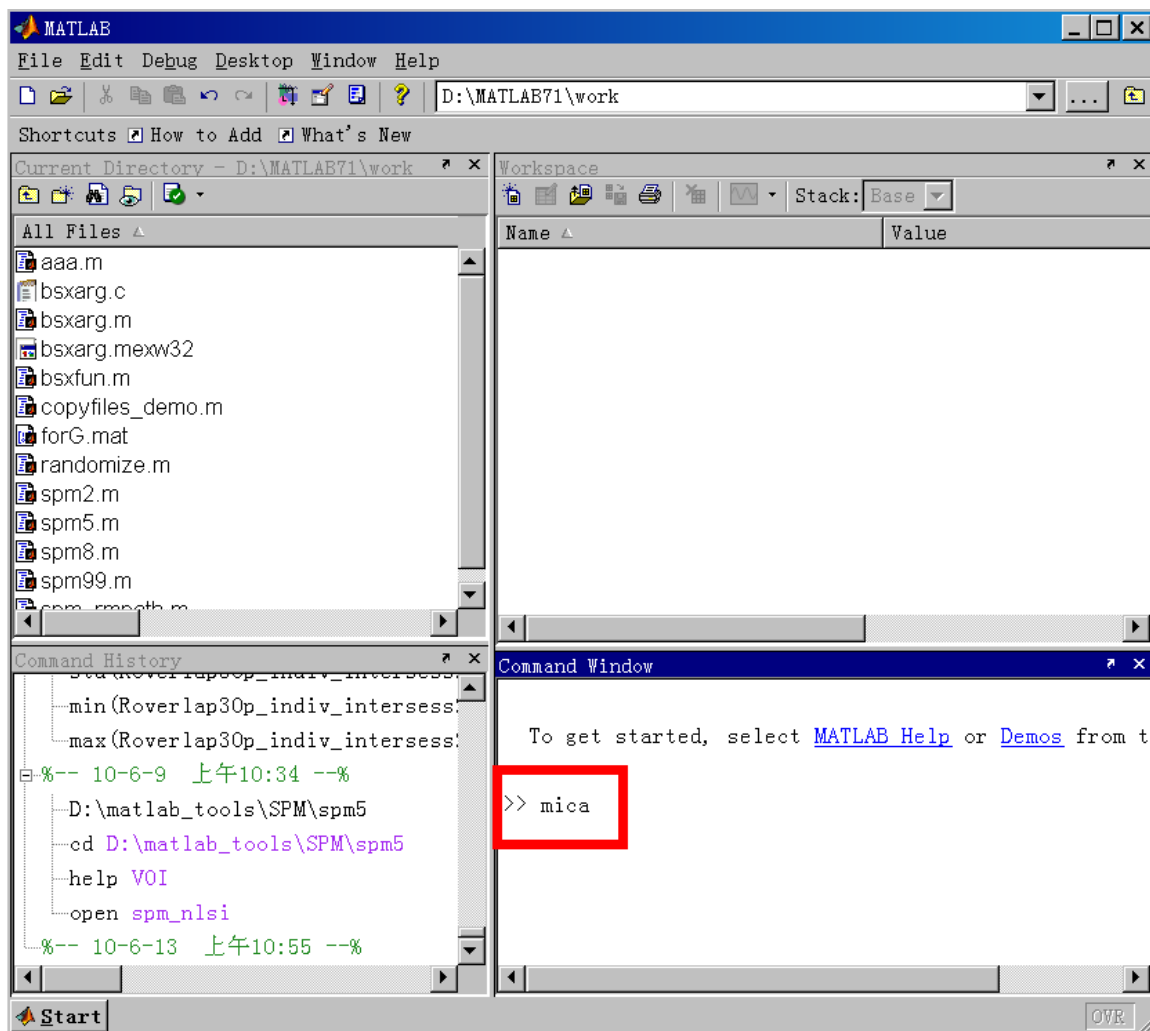 MATLAB
File Edit Debug Desktop Window Help
D:\MATLAB71\work
...
Shortcuts How to Add What's New
Current Directory - D:\MATLAB71\work
All Files
aaa.m
bsxarg.c
bsxarg.m
bsxarg.mexw32
bsxfun.m
copyfiles_demo.m
forG.mat
randomize.m
spm2.m
spm5.m
spm8.m
spm99.m
Workspace
Stack: Base
Name Value
Command History
min(Roverlap30p_indiv_intersess
max(Roverlap30p_indiv_intersess
%-- 10-6-9 上午10:34 --%
D:\matlab_tools\SPM\spm5
cd D:\matlab_tools\SPM\spm5
help VOI
open spm_nlsi
%-- 10-6-13 上午10:55 --%
Command Window
To get started, select MATLAB Help or Demos from t
>> mica
Start
OVR